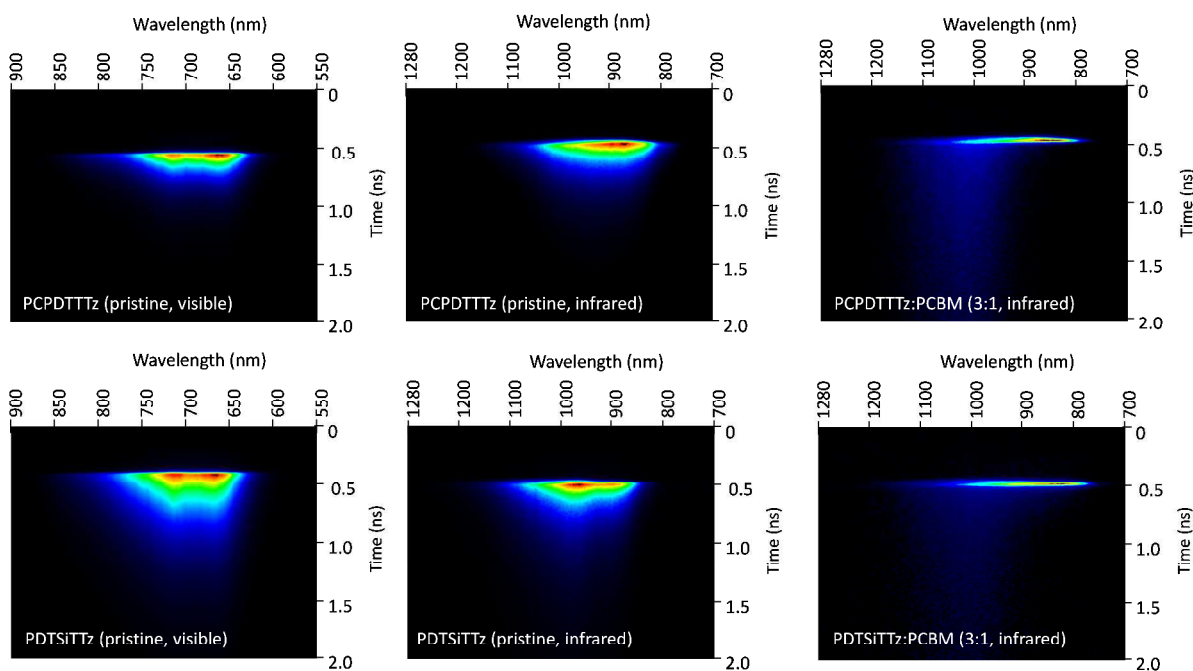 Wavelength (nm)
900 850 800 750 700 650 600 550
0
0.5
1.0
1.5
2.0
Time (ns)
PCPDTTTz (pristine, visible)
Wavelength (nm)
1200 1100 1000 900 800 700
0
0.5
1.0
1.5
2.0
Time (ns)
PCPDTTTz (pristine, infrared)
Wavelength (nm)
1280 1200 1100 1000 900 800 700
0
0.5
1.0
1.5
2.0
Time (ns)
PCPDTTTz:PCBM (3:1, infrared)
Wavelength (nm)
900 850 800 750 700 650 600 550
0
0.5
1.0
1.5
2.0
Time (ns)
PDTSiTTz (pristine, visible)
Wavelength (nm)
1280 1200 1100 1000 900 800 700
0
0.5
1.0
1.5
2.0
Time (ns)
PDTSiTTz (pristine, infrared)
Wavelength (nm)
1280 1200 1100 1000 900 800 700
0
0.5
1.0
1.5
2.0
Time (ns)
PDTSiTTz:PCBM (3:1, infrared)